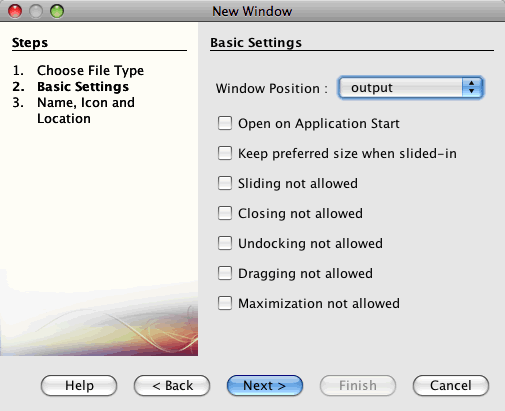 New Window
Steps
1. Choose File Type
2. Basic Settings
3. Name, Icon and
Location
Basic Settings
Window Position : output
Open on Application Start
Keep preferred size when slided-in
Sliding not allowed
Closing not allowed
Undocking not allowed
Dragging not allowed
Maximization not allowed
Help < Back Next > Finish Cancel